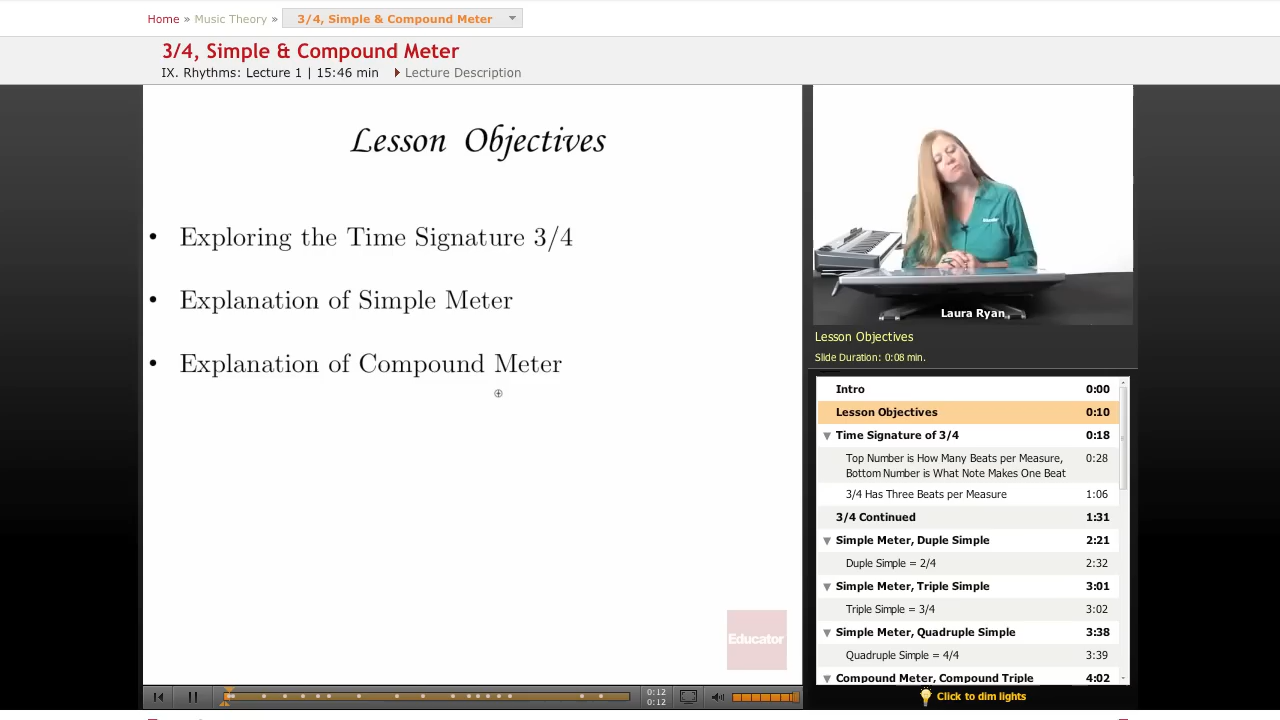 Home » Music Theory » 3/4, Simple & Compound Meter
3/4, Simple & Compound Meter
IX. Rhythms: Lecture 1 | 15:46 min Lecture Description
Lesson Objectives
• Exploring the Time Signature 3/4
• Explanation of Simple Meter
• Explanation of Compound Meter
Educator
Laura Ryan
Lesson Objectives
Slide Duration: 0:08 min.
Intro 0:00
Lesson Objectives 0:10
Time Signature of 3/4 0:18
Top Number is How Many Beats per Measure, 0:28
Bottom Number is What Note Makes One Beat
3/4 Has Three Beats per Measure 1:06
3/4 Continued 1:31
Simple Meter, Duple Simple 2:21
Duple Simple = 2/4 2:32
Simple Meter, Triple Simple 3:01
Triple Simple = 3/4 3:02
Simple Meter, Quadruple Simple 3:38
Quadruple Simple = 4/4 3:39
Compound Meter, Compound Triple 4:02
0:12
0:12
Click to dim lights